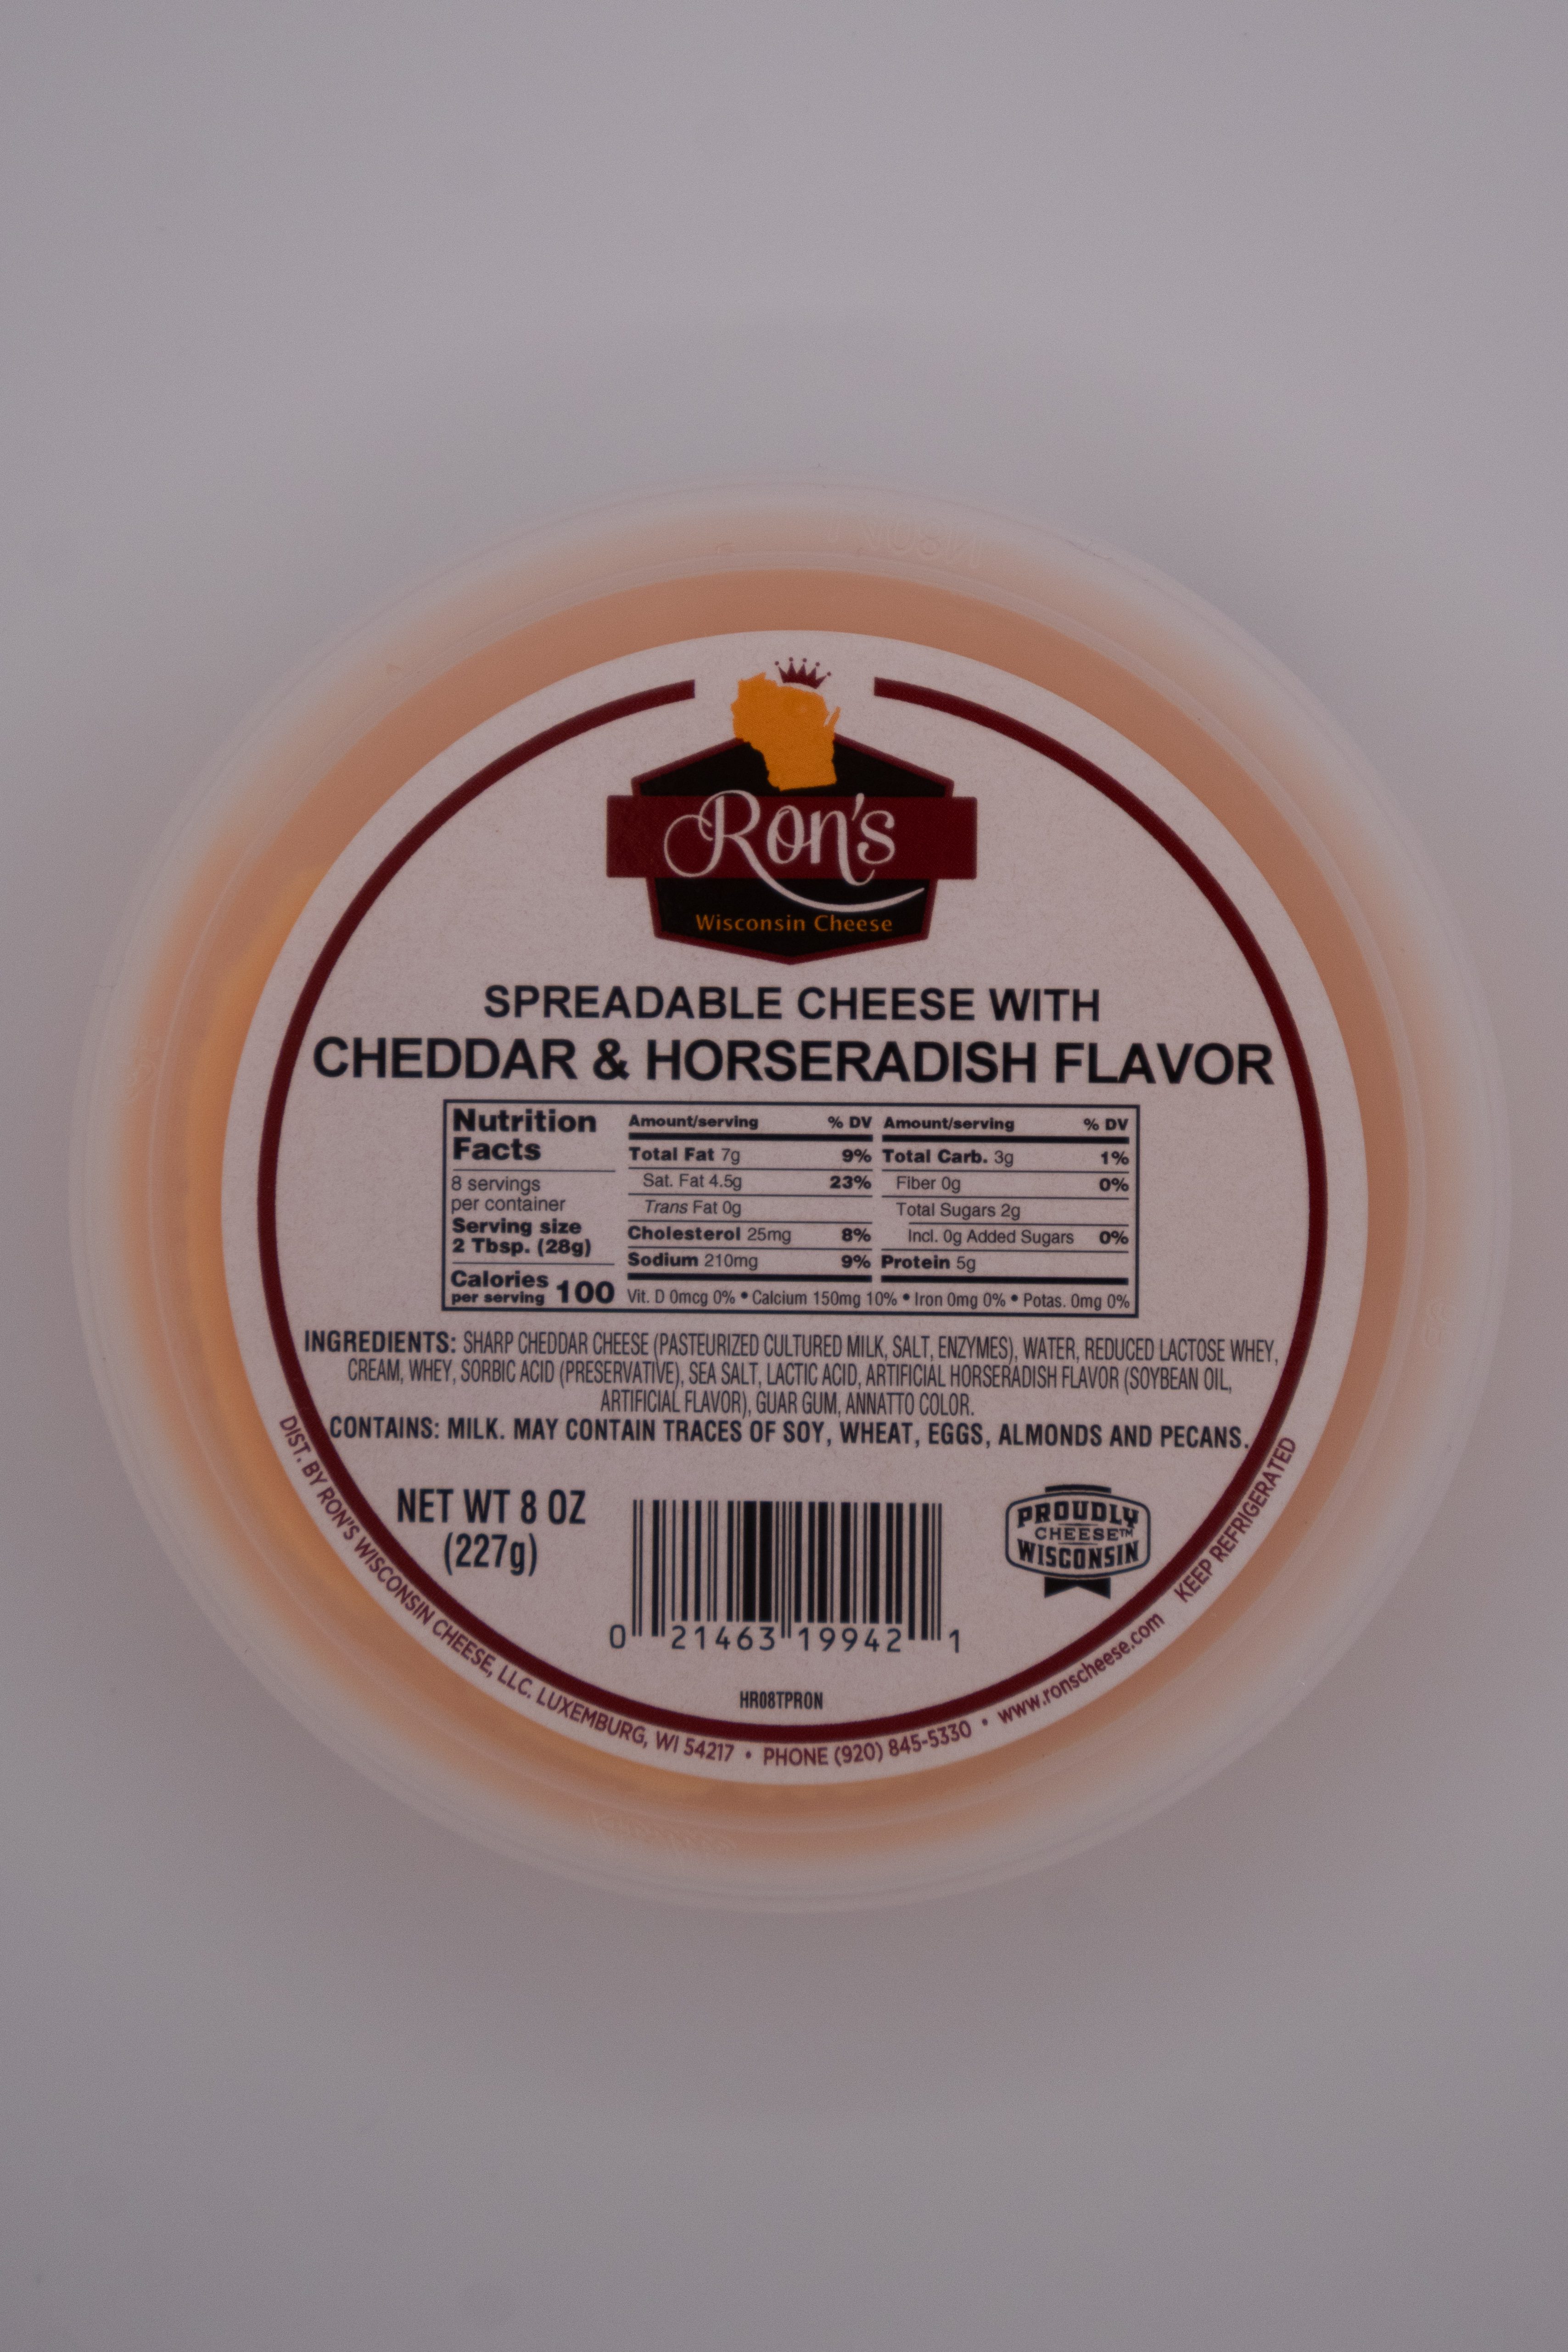 Ron's
Wisconsin Cheese
SPREADABLE CHEESE WITH
CHEDDAR & HORSERADISH FLAVOR
Nutrition
Facts
8 servings
per container
Serving size
2 Tbsp. (28g)
Calories
per serving 100
Amount/serving % DV
Total Fat 7g 9%
Sat. Fat 4.5g 23%
Trans Fat 0g
Cholesterol 25mg 8%
Sodium 210mg 9%
Amount/serving % DV
Total Carb. 3g 1%
Fiber 0g 0%
Total Sugars 2g
Incl. 0g Added Sugars 0%
Protein 5g
Vit. D 0mcg 0% • Calcium 150mg 10% • Iron 0mg 0% • Potas. 0mg 0%
INGREDIENTS: SHARP CHEDDAR CHEESE (PASTEURIZED CULTURED MILK, SALT, ENZYMES), WATER, REDUCED LACTOSE WHEY,
CREAM, WHEY, SORBIC ACID (PRESERVATIVE), SEA SALT, LACTIC ACID, ARTIFICIAL HORSERADISH FLAVOR (SOYBEAN OIL,
ARTIFICIAL FLAVOR), GUAR GUM, ANNATTO COLOR.
CONTAINS: MILK. MAY CONTAIN TRACES OF SOY, WHEAT, EGGS, ALMONDS AND PECANS.
NET WT 8 OZ
(227g)
0 21463 19942 1
PROUDLY
CHEESE™
WISCONSIN
HR08TPRON
DIST. BY RON'S WISCONSIN CHEESE, LLC. LUXEMBURG, WI 54217 • PHONE (920) 845-5330 • www.ronscheese.com KEEP REFRIGERATED